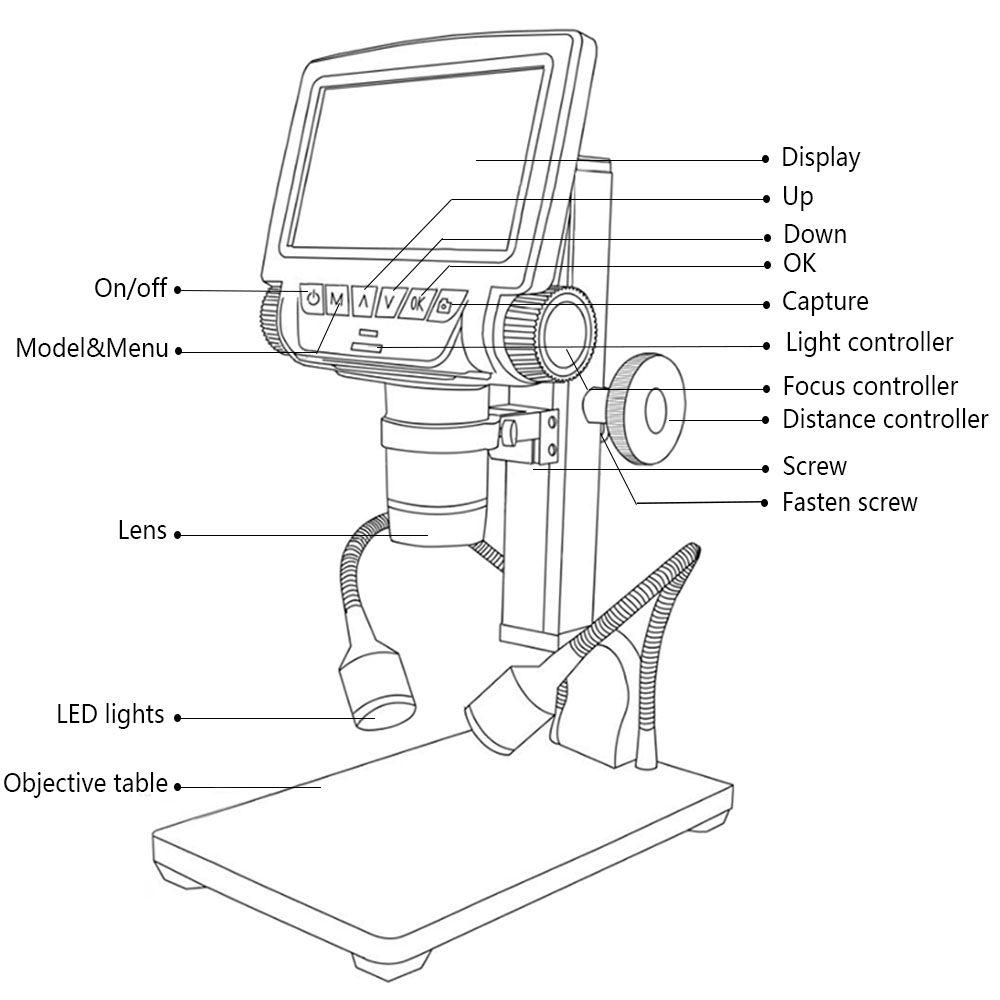 Display
Up
Down
OK
On/off
M
OK
Capture
Model&Menu
Light controller
Focus controller
Distance controller
Screw
Fasten screw
Lens
LED lights
Objective table